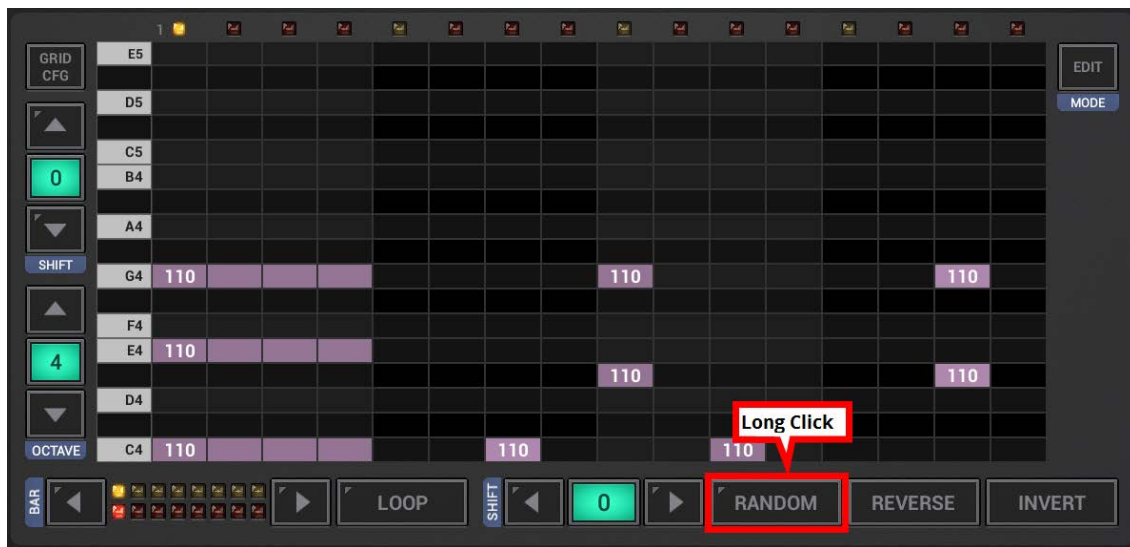 1
GRID
CFG
E5
EDIT
MODE
D5
C5
0
B4
A4
SHIFT
G4 110 110 110
F4
E4 110
4
110 110
D4
Long Click
OCTAVE
C4 110 110 110
BAR
LOOP
SHIFT
0
RANDOM
REVERSE
INVERT